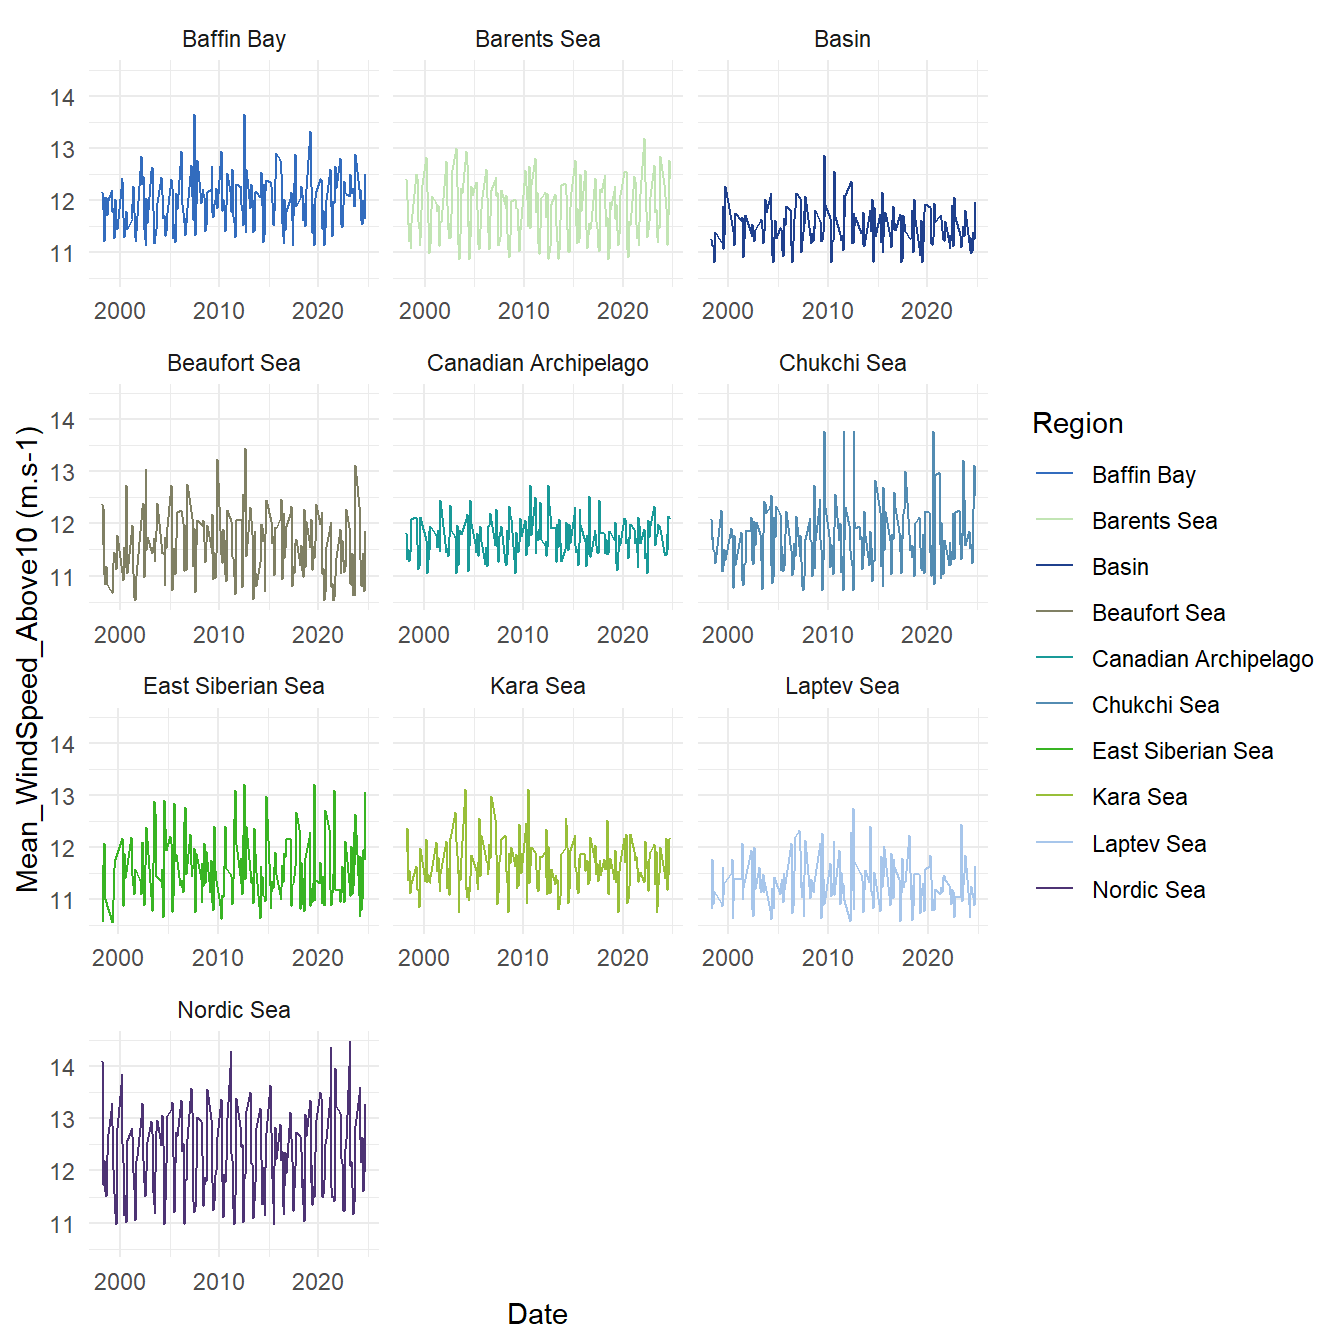 Baffin Bay
Barents Sea
Basin
14
13
12
11
2000
2010
2020
2000
2010
2020
2000
2010
2020
Beaufort Sea
Canadian Archipelago
Chukchi Sea
14
13
12
11
2000
2010
2020
2000
2010
2020
2000
2010
2020
East Siberian Sea
Kara Sea
Laptev Sea
14
13
12
11
2000
2010
2020
2000
2010
2020
2000
2010
2020
Nordic Sea
14
13
12
11
2000
2010
2020
Date
Mean_WindSpeed_Above10 (m.s-1)
Region
Baffin Bay
Barents Sea
Basin
Beaufort Sea
Canadian Archipelago
Chukchi Sea
East Siberian Sea
Kara Sea
Laptev Sea
Nordic Sea